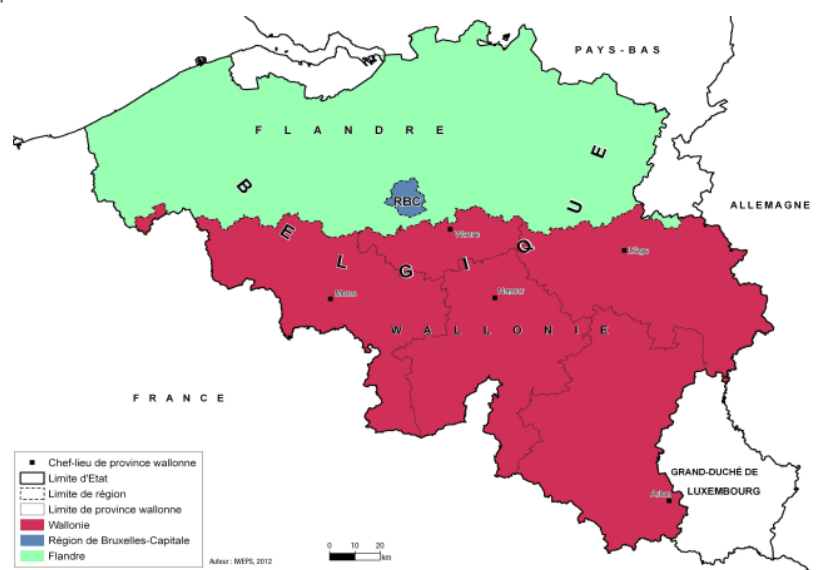 PAYS-BAS
FLANDRE
BELGIQUE
RBC
ALLEMAGNE
Wavre
Liège
Mons
Namur
WALLONIE
FRANCE
GRAND-DUCHÉ DE
LUXEMBOURG
Arlon
Chef-lieu de province wallonne
Limite d'Etat
Limite de région
Limite de province wallonne
Wallonie
Région de Bruxelles-Capitale
Flandre
Auteur : IWEPS, 2012
0 10 20
km